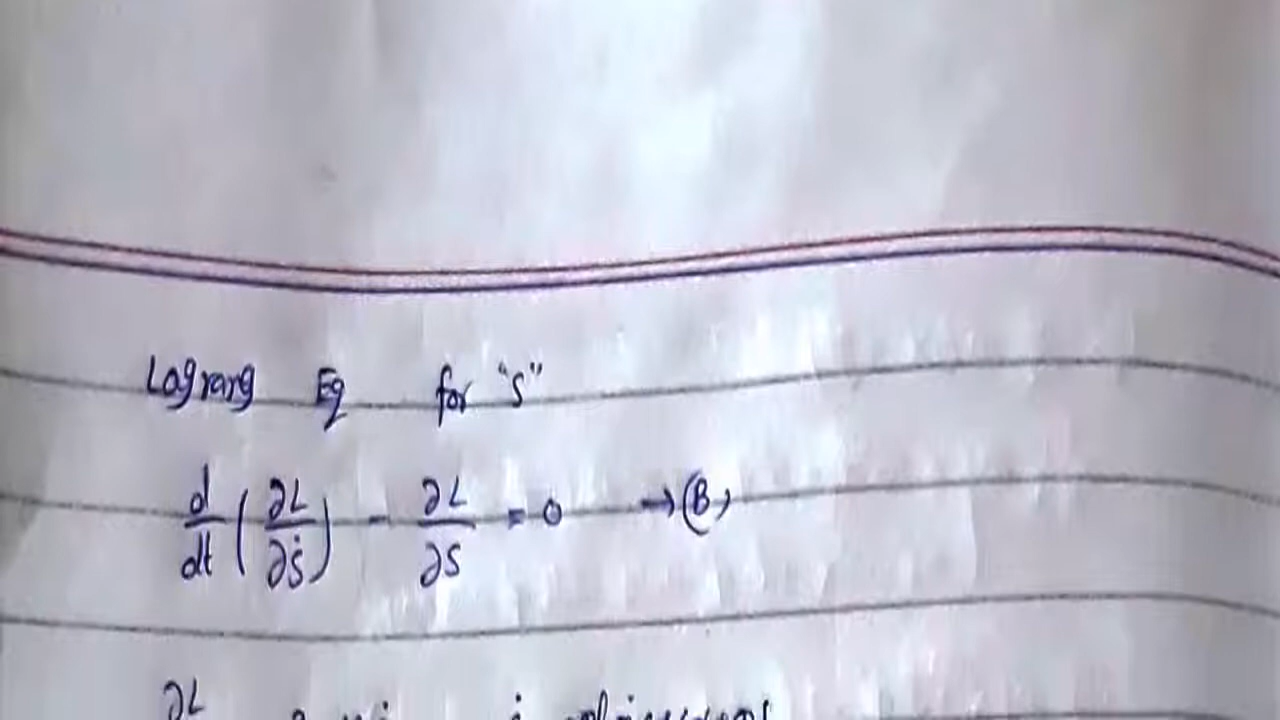 Lagrang Eq for "S"
d/dt (∂L/∂ṡ) - ∂L/∂S = 0 → (B)
∂L